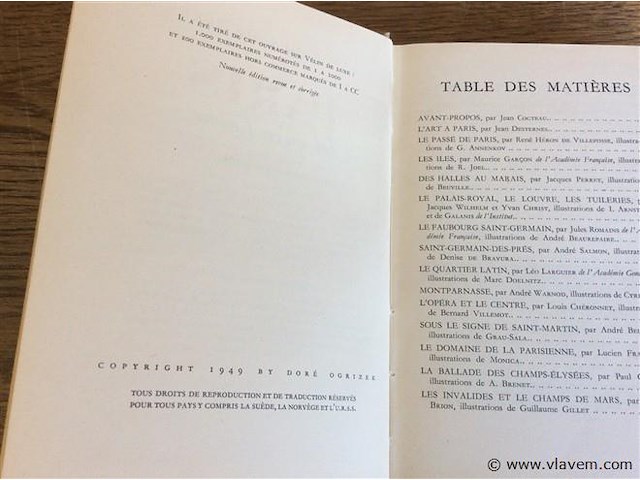 Il a été tiré de cet ouvrage sur Vélin de luxe :
1.000 exemplaires numérotés de 1 à 1000
et 200 exemplaires hors commerce marqués de I à CC
Nouvelle édition revue et corrigée
COPYRIGHT 1949 BY DORÉ OGRIZEK
TOUS DROITS DE REPRODUCTION ET DE TRADUCTION RÉSERVÉS
POUR TOUS PAYS Y COMPRIS LA SUÈDE, LA NORVÈGE ET L'U.R.S.S.
TABLE DES MATIÈRES
AVANT-PROPOS, par Jean Cocteau
L'ART A PARIS, par Jean Desternes
LE PASSÉ DE PARIS, par René Héron de Villefosse, illustra-
tions de G. Annenkov
LES ILES, par Maurice Garçon de l'Académie Française, illustra-
tions de R. Joël
DES HALLES AU MARAIS, par Jacques Perret, illustrations
de Beuville
LE PALAIS-ROYAL, LE LOUVRE, LES TUILERIES,
Jacques Wilhelm et Yvan Christ, illustrations de
et de Galanis de l'Institut
LE FAUBOURG SAINT-GERMAIN, par Jules Romains de l'Aca-
démie Française, illustrations de André Beaurepaire
SAINT-GERMAIN-DES-PRÉS, par André Salmon, illustrations
de Denise de Bravura
LE QUARTIER LATIN, par Léo Larguier de l'Académie
illustrations de Marc Doelnitz
MONTPARNASSE, par André Warnod, illustrations de
L'OPÉRA ET LE CENTRE, par Louis Chéronnet, illustrations
de Bernard Villemot
SOUS LE SIGNE DE SAINT-MARTIN, par André
illustrations de Grau-Sala
LE DOMAINE DE LA PARISIENNE, par Lucien
illustrations de Monica
LA BALLADE DES CHAMPS-ÉLYSÉES, par Paul
illustrations de A. Brenet
LES INVALIDES ET LE CHAMPS DE MARS, par
Brion, illustrations de Guillaume Gillet
© www.vlavem.com